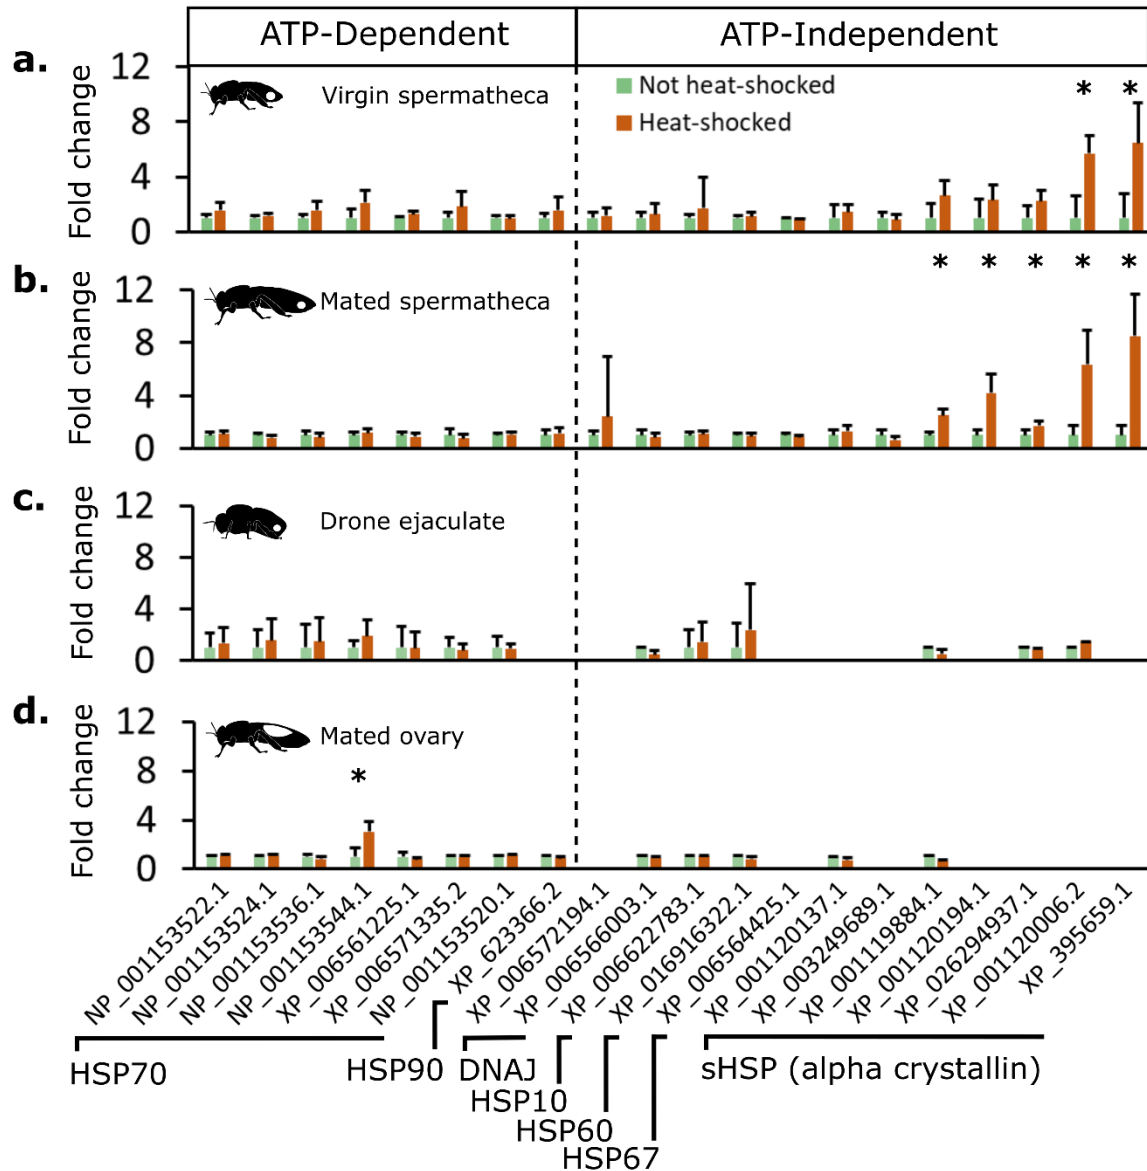 ATP-Dependent
ATP-Independent
a.
Fold change
12
8
4
0
Virgin spermatheca
Not heat-shocked
Heat-shocked
* *
b.
Fold change
12
8
4
0
Mated spermatheca
* * * * *
c.
Fold change
12
8
4
0
Drone ejaculate
d.
Fold change
12
8
4
0
Mated ovary
*
NP_001153522.1
NP_001153524.1
NP_001153536.1
NP_001153544.1
XP_006561225.1
XP_006571335.2
NP_001153520.1
XP_623366.2
XP_006572194.1
XP_006566003.1
XP_006622783.1
XP_016916322.1
XP_006564425.1
XP_001120137.1
XP_003249689.1
XP_001119884.1
XP_001120194.1
XP_026294937.1
XP_001120006.2
XP_395659.1
HSP70
HSP90
DNAJ
HSP10
HSP60
HSP67
sHSP (alpha crystallin)